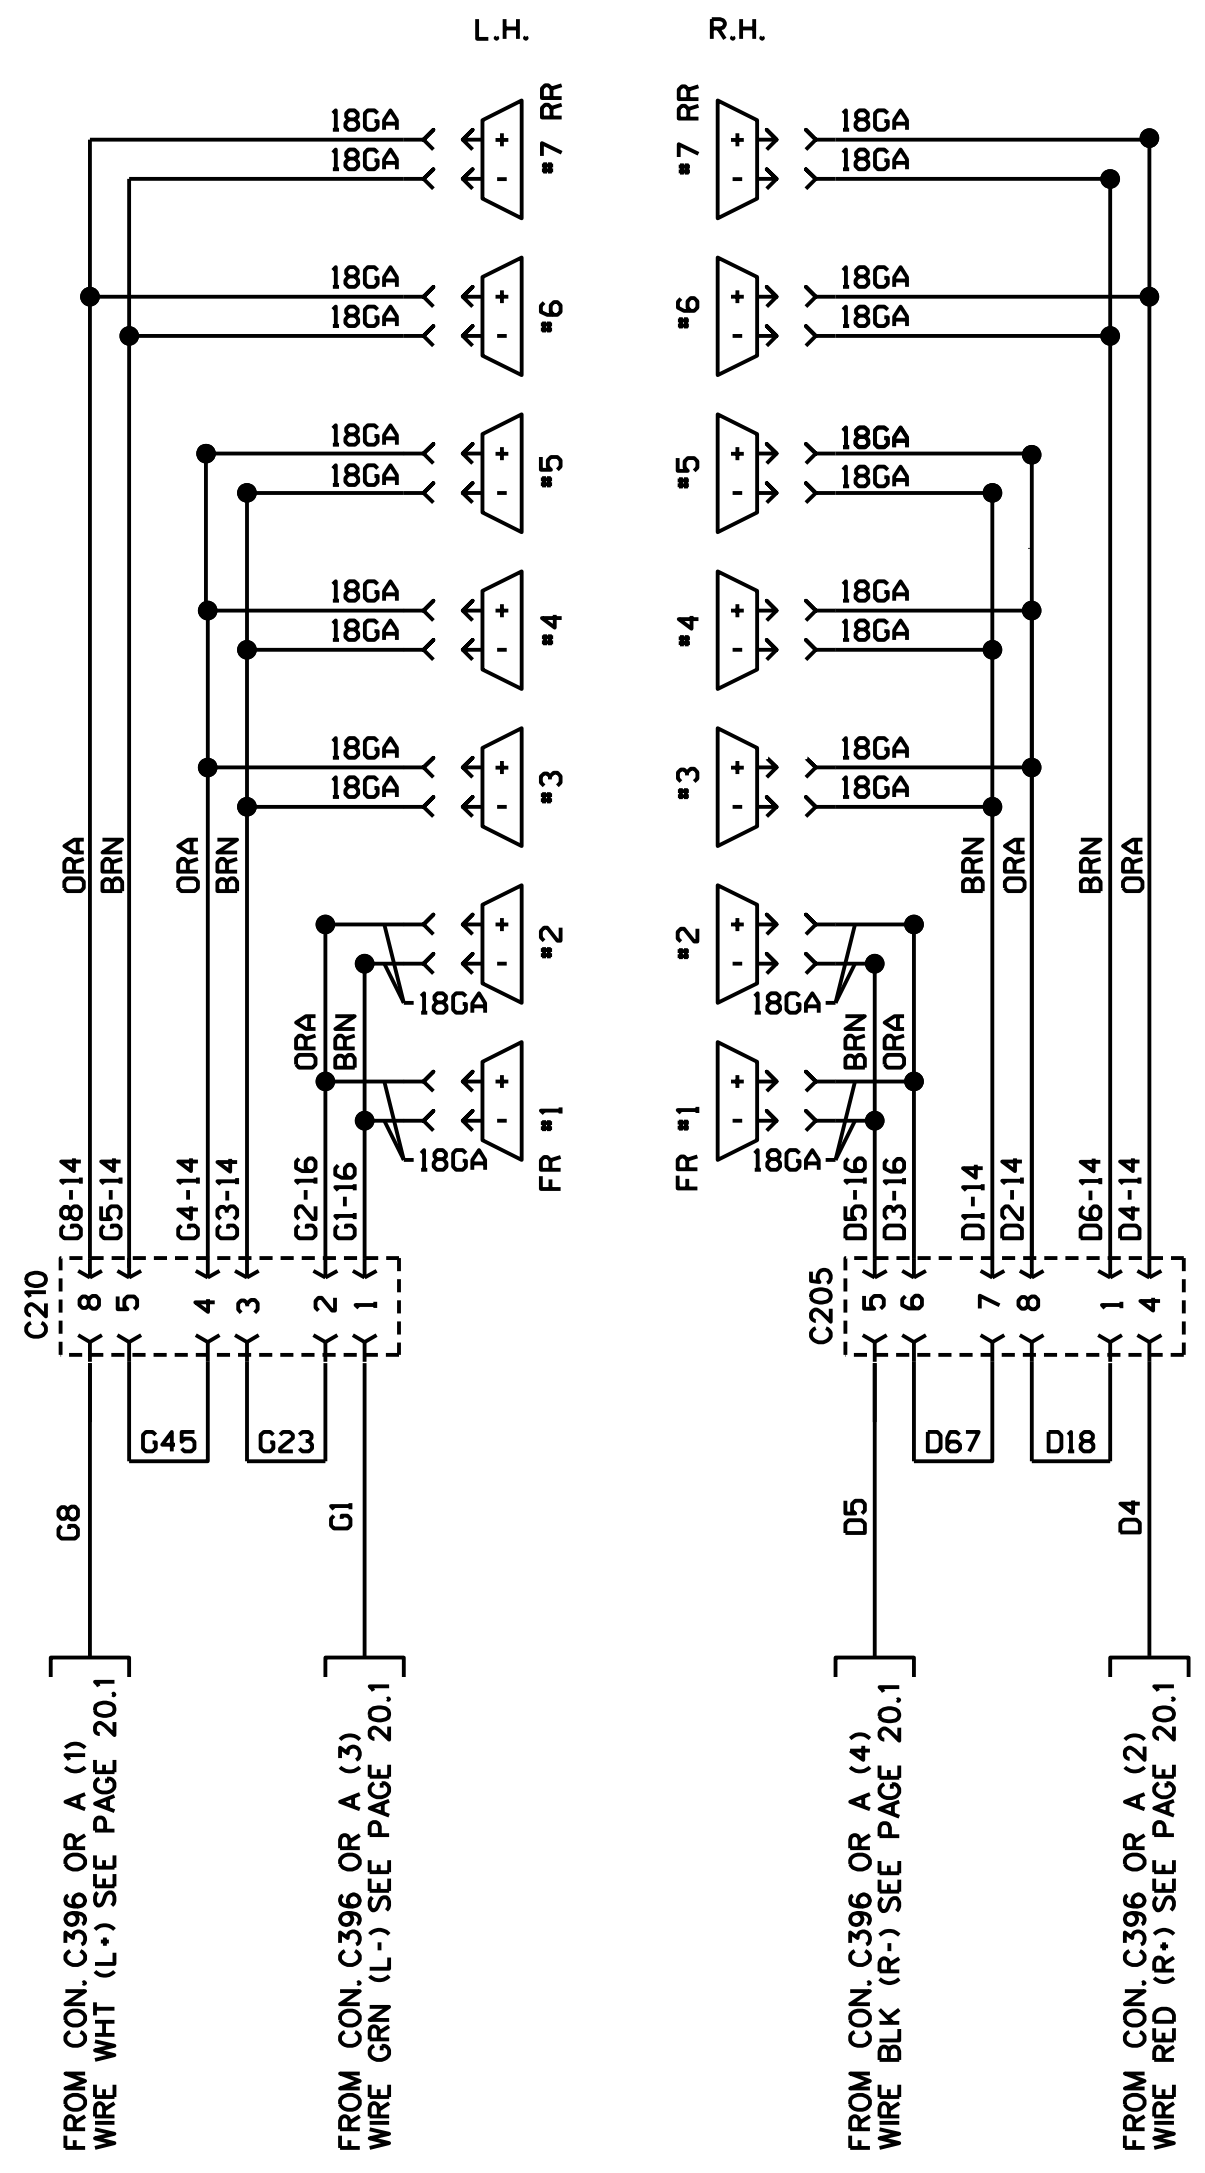 L.H. R.H.
18GA + #7 RR #7 RR + 18GA
18GA - - 18GA
18GA + #6 #6 + 18GA
18GA - - 18GA
18GA + #5 #5 + 18GA
18GA - - 18GA
18GA + #4 #4 + 18GA
18GA - - 18GA
18GA + #3 #3 + 18GA
18GA - - 18GA
ORA BRN ORA BRN BRN ORA BRN ORA
+ #2 #2 +
- -
18GA 18GA
ORA BRN BRN ORA
+ FR #1 FR #1 +
- -
18GA 18GA
G8-14 G5-14 G4-14 G3-14 G2-16 G1-16 D5-16 D3-16 D1-14 D2-14 D6-14 D4-14
C210 8 5 4 3 2 1 C205 5 6 7 8 1 4
G45 G23 D67 D18
G8 G1 D5 D4
FROM CON. C396 OR A (1)
WIRE WHT (L+) SEE PAGE 20.1
FROM CON. C396 OR A (3)
WIRE GRN (L-) SEE PAGE 20.1
FROM CON. C396 OR A (4)
WIRE BLK (R-) SEE PAGE 20.1
FROM CON. C396 OR A (2)
WIRE RED (R+) SEE PAGE 20.1